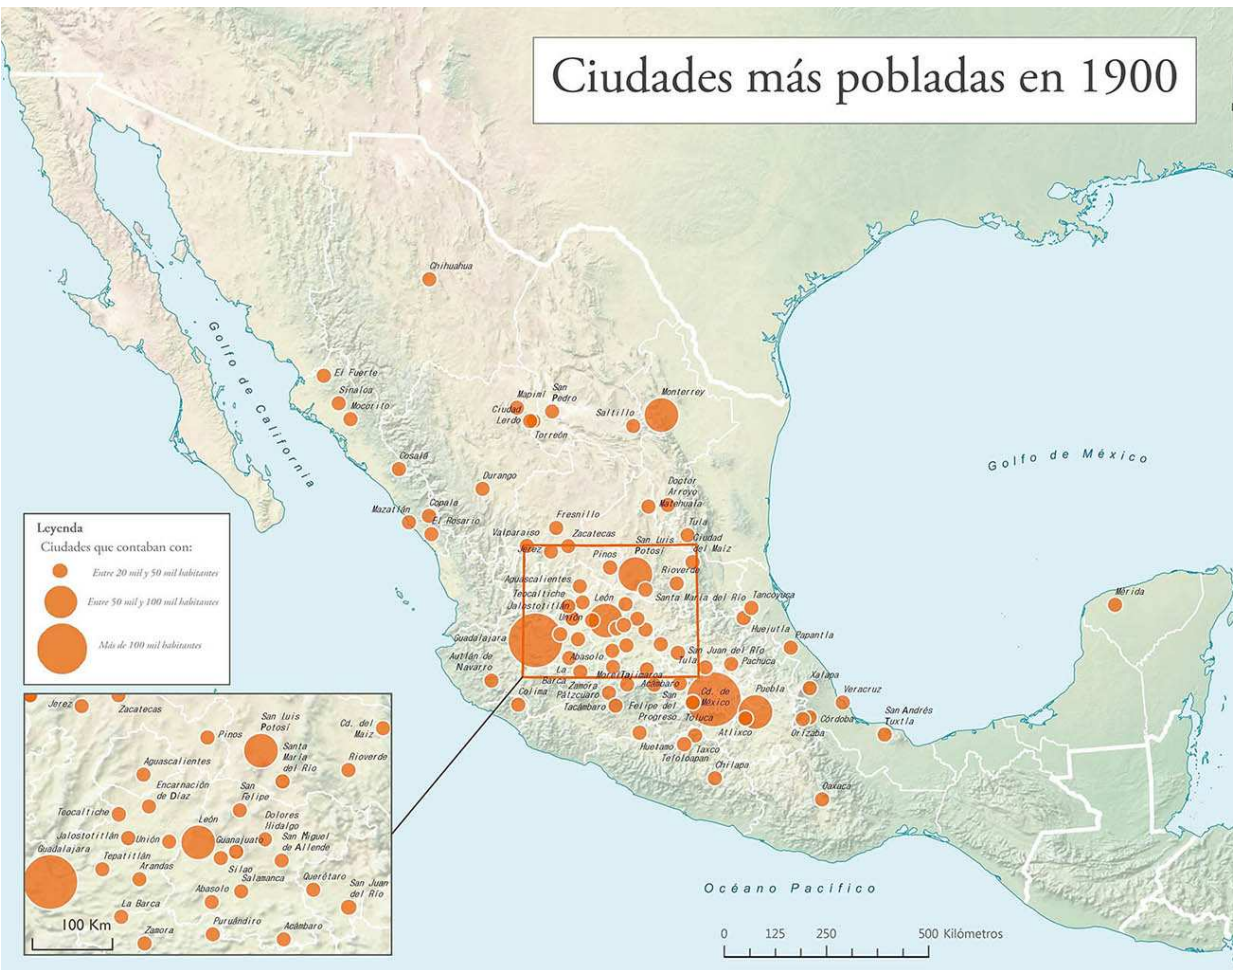 Ciudades más pobladas en 1900
Chihuahua
El Fuerte
Sinaloa
Mocorito
Golfo de California
Mapimí
San
Pedro
Ciudad
Lerdo
Torreón
Saltillo
Monterrey
Golfo de México
Cosalá
Durango
Mazatlán
Copala
El Rosario
Doctor
Arroyo
Matehuala
Fresnillo
Tula
Valparaiso
Zacatecas
San Luis
Potosí
Ciudad
del Maiz
Jerez
Pinos
Rioverde
Aguascalientes
Teocaltiche
León
Santa María del Río
Tancoyuca
Jalostotitlán
Unión
Huejutla
Papantla
Mérida
Guadalajara
Abasolo
San Juan del Río
Tula
Pachuca
Autlán de
Navarro
La
Barca
Morelia
Tajimaroa
Acámbaro
Xalapa
Veracruz
Colima
Zamora
Pátzcuaro
Tacámbaro
San
Felipe del
Progreso
Toluca
Cd. de
México
Puebla
Atlixco
Córdoba
Orizaba
San Andrés
Tuxtla
Huetamo
Taxco
Teloloapan
Chilapa
Oaxaca
Leyenda
Ciudades que contaban con:
Entre 20 mil y 50 mil habitantes
Entre 50 mil y 100 mil habitantes
Más de 100 mil habitantes
Jerez
Zacatecas
San Luis
Potosí
Cd. del
Maiz
Pinos
Santa
María
del Río
Rioverde
Aguascalientes
Encarnación
de Díaz
San
Felipe
Teocaltiche
León
Dolores
Hidalgo
Jalostotitlán
Unión
Guanajuato
San Miguel
de Allende
Guadalajara
Tepatitlán
Arandas
Silao
Salamanca
Querétaro
Abasolo
San Juan
del Río
La Barca
100 Km
Zamora
Puruándiro
Acámbaro
Océano Pacífico
0 125 250 500 Kilómetros